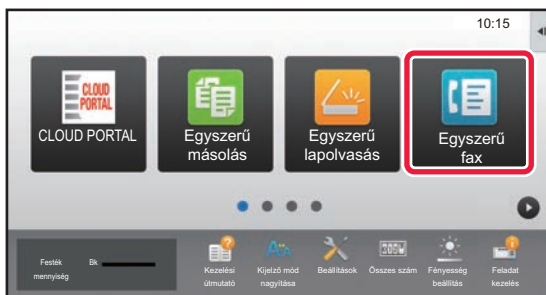 10:15
CLOUD
PORTAL
CLOUD PORTAL
Egyszerű
másolás
Egyszerű
lapolvasás
Egyszerű
fax
Festék
mennyiség
Bk
Kezelési
útmutató
Kijelző mód
nagyítása
Beállítások
Összes szám
Fényesség
beállítás
Feladat
kezelés